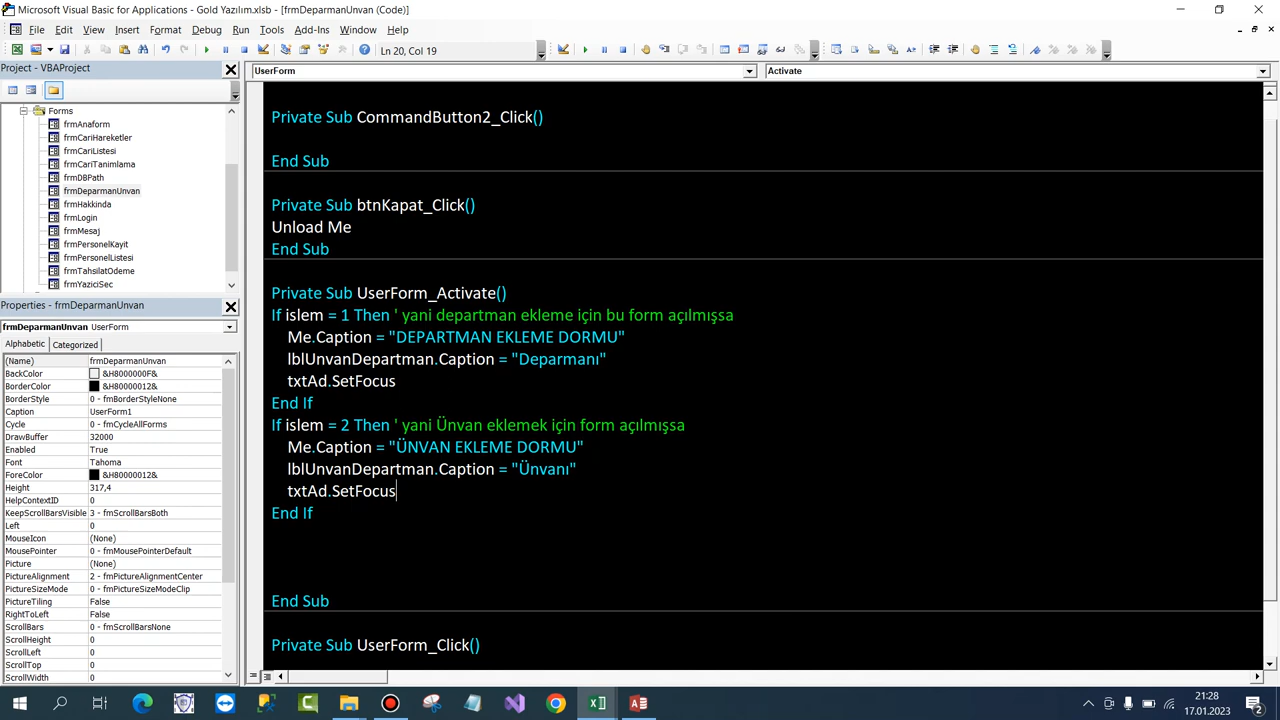 Microsoft Visual Basic for Applications - Gold Yazılım.xlsb - [frmDeparmanUnvan (Code)]
File Edit View Insert Format Debug Run Tools Add-Ins Window Help
Ln 20, Col 19
Project - VBAProject
UserForm
Activate
Forms
frmAnaform
frmCariHareketler
frmCariListesi
frmCariTanimlama
frmDBPath
frmDeparmanUnvan
frmHakkinda
frmLogin
frmMesaj
frmPersonelKayit
frmPersonelListesi
frmTahsilatOdeme
frmYaziciSec
Properties - frmDeparmanUnvan
frmDeparmanUnvan UserForm
Alphabetic Categorized
(Name) frmDeparmanUnvan
BackColor &H8000000F&
BorderColor &H80000012&
BorderStyle 0 - fmBorderStyleNone
Caption UserForm1
Cycle 0 - fmCycleAllForms
DrawBuffer 32000
Enabled True
Font Tahoma
ForeColor &H80000012&
Height 317,4
HelpContextID 0
KeepScrollBarsVisible 3 - fmScrollBarsBoth
Left 0
MouseIcon (None)
MousePointer 0 - fmMousePointerDefault
Picture (None)
PictureAlignment 2 - fmPictureAlignmentCenter
PictureSizeMode 0 - fmPictureSizeModeClip
PictureTiling False
RightToLeft False
ScrollBars 0 - fmScrollBarsNone
ScrollHeight 0
ScrollLeft 0
ScrollTop 0
ScrollWidth 0
Private Sub CommandButton2_Click()
End Sub
Private Sub btnKapat_Click()
Unload Me
End Sub
Private Sub UserForm_Activate()
If islem = 1 Then ' yani departman ekleme için bu form açılmışsa
Me.Caption = "DEPARTMAN EKLEME DORMU"
lblUnvanDepartman.Caption = "Deparmanı"
txtAd.SetFocus
End If
If islem = 2 Then ' yani Ünvan eklemek için form açılmışsa
Me.Caption = "ÜNVAN EKLEME DORMU"
lblUnvanDepartman.Caption = "Ünvanı"
txtAd.SetFocus
End If
End Sub
Private Sub UserForm_Click()
21:28
17.01.2023
2